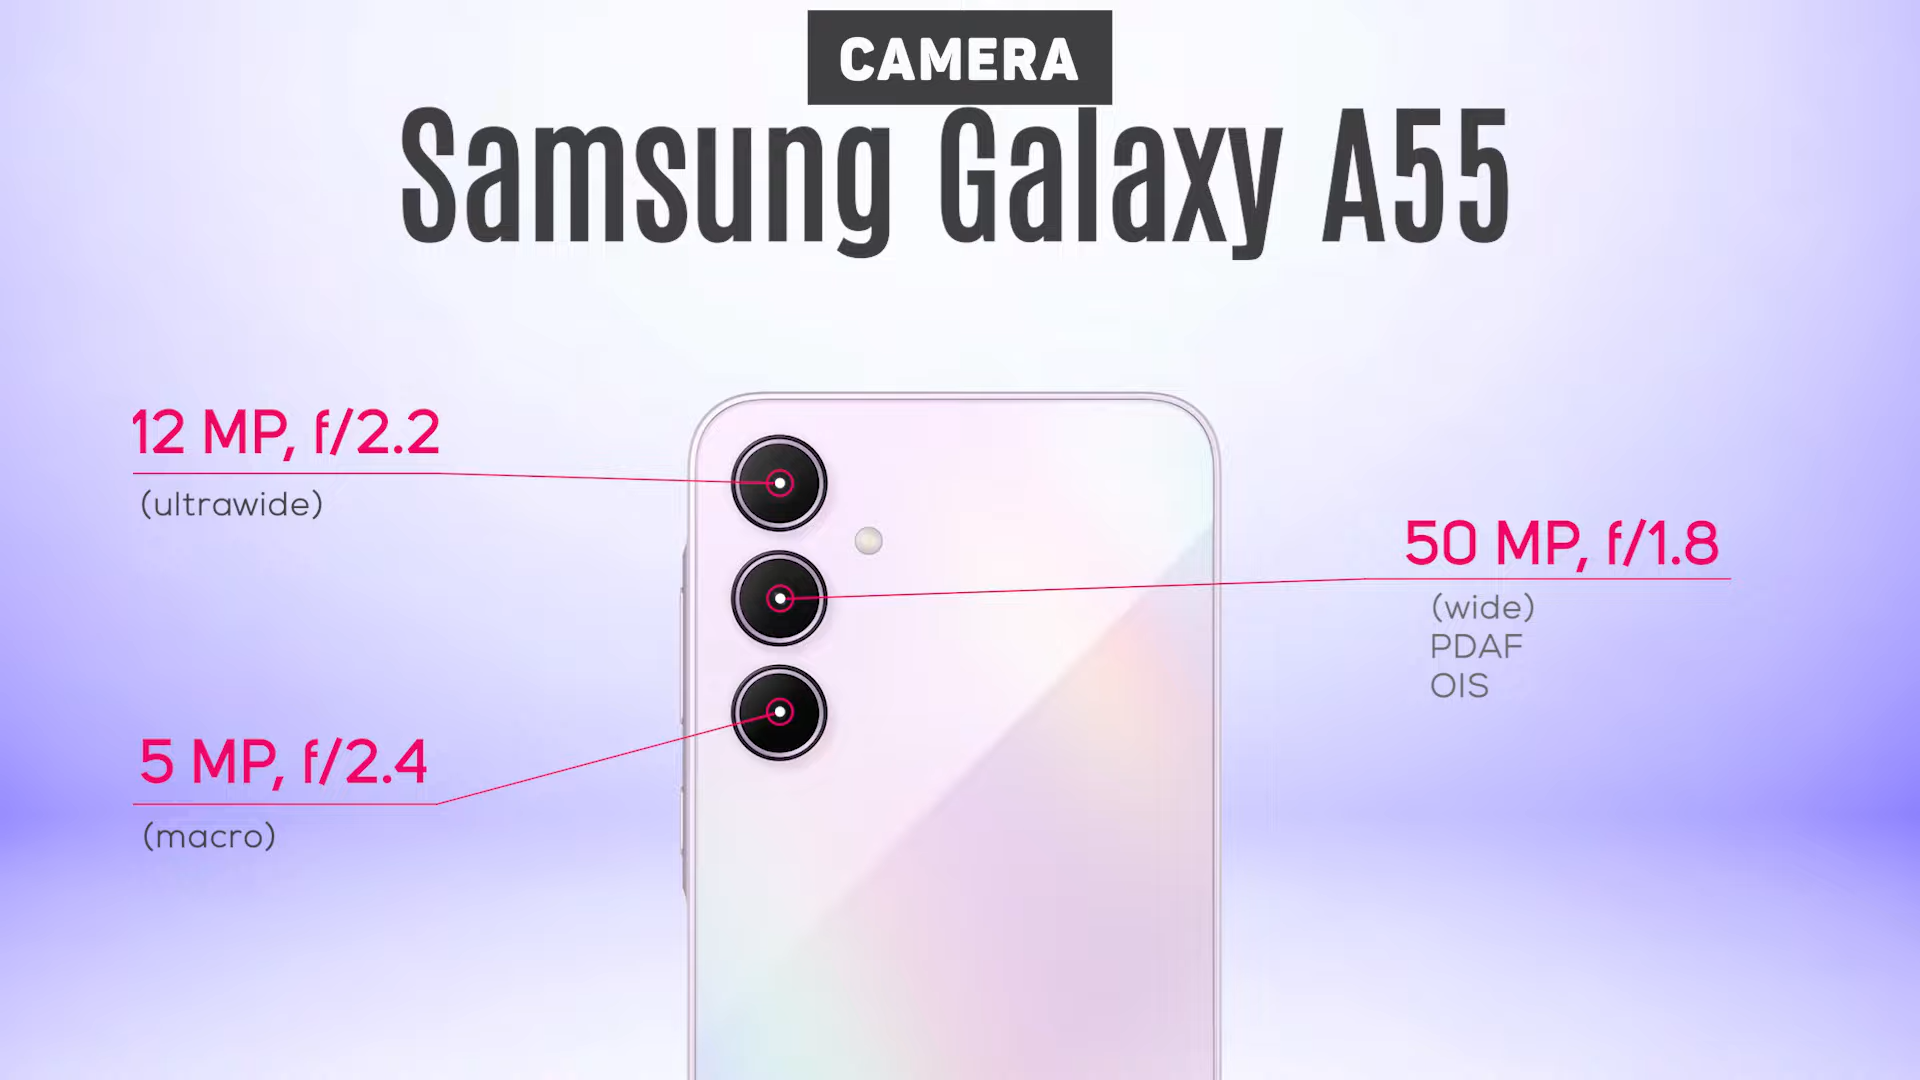 CAMERA
Samsung Galaxy A55
12 MP, f/2.2
(ultrawide)
50 MP, f/1.8
(wide)
PDAF
OIS
5 MP, f/2.4
(macro)